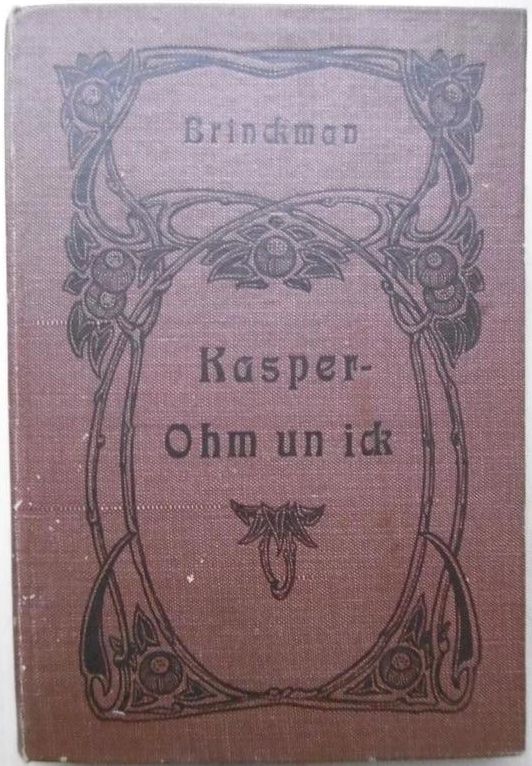 Brinckman
Kasper-
Ohm un ick